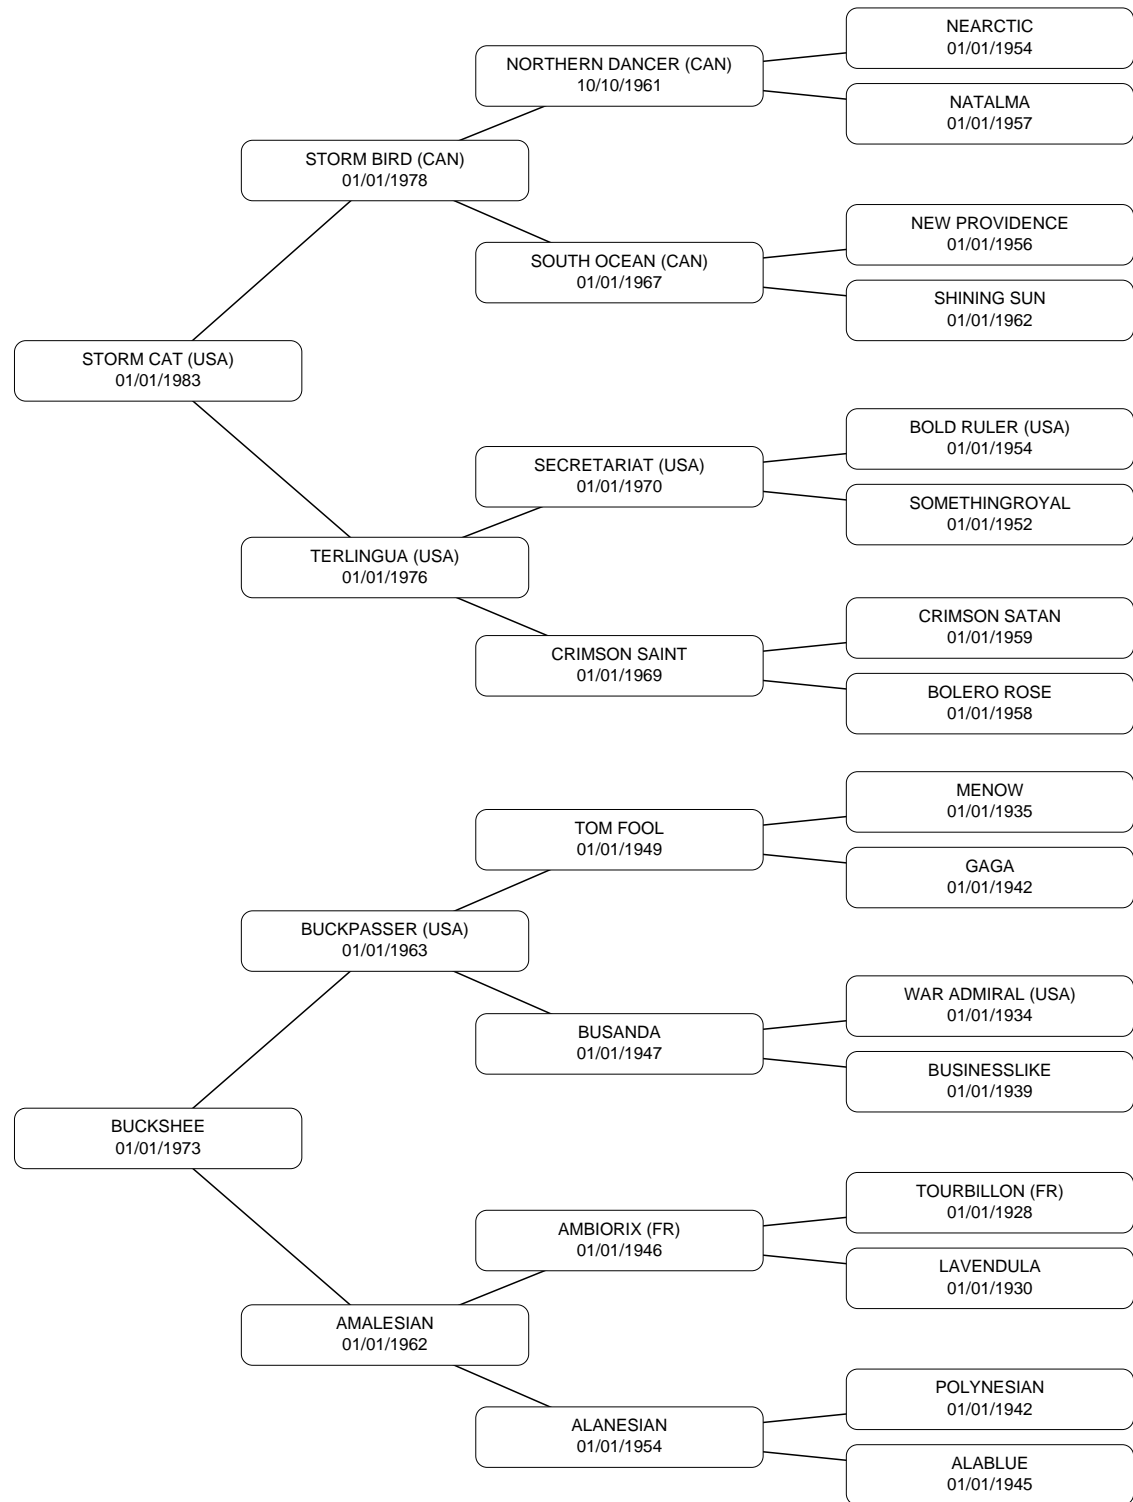 NEARCTIC
01/01/1954
NORTHERN DANCER (CAN)
10/10/1961
NATALMA
01/01/1957
STORM BIRD (CAN)
01/01/1978
NEW PROVIDENCE
01/01/1956
SOUTH OCEAN (CAN)
01/01/1967
SHINING SUN
01/01/1962
STORM CAT (USA)
01/01/1983
BOLD RULER (USA)
01/01/1954
SECRETARIAT (USA)
01/01/1970
SOMETHINGROYAL
01/01/1952
TERLINGUA (USA)
01/01/1976
CRIMSON SATAN
01/01/1959
CRIMSON SAINT
01/01/1969
BOLERO ROSE
01/01/1958
MENOW
01/01/1935
TOM FOOL
01/01/1949
GAGA
01/01/1942
BUCKPASSER (USA)
01/01/1963
WAR ADMIRAL (USA)
01/01/1934
BUSANDA
01/01/1947
BUSINESSLIKE
01/01/1939
BUCKSHEE
01/01/1973
TOURBILLON (FR)
01/01/1928
AMBIORIX (FR)
01/01/1946
LAVENDULA
01/01/1930
AMALESIAN
01/01/1962
POLYNESIAN
01/01/1942
ALANESIAN
01/01/1954
ALABLUE
01/01/1945